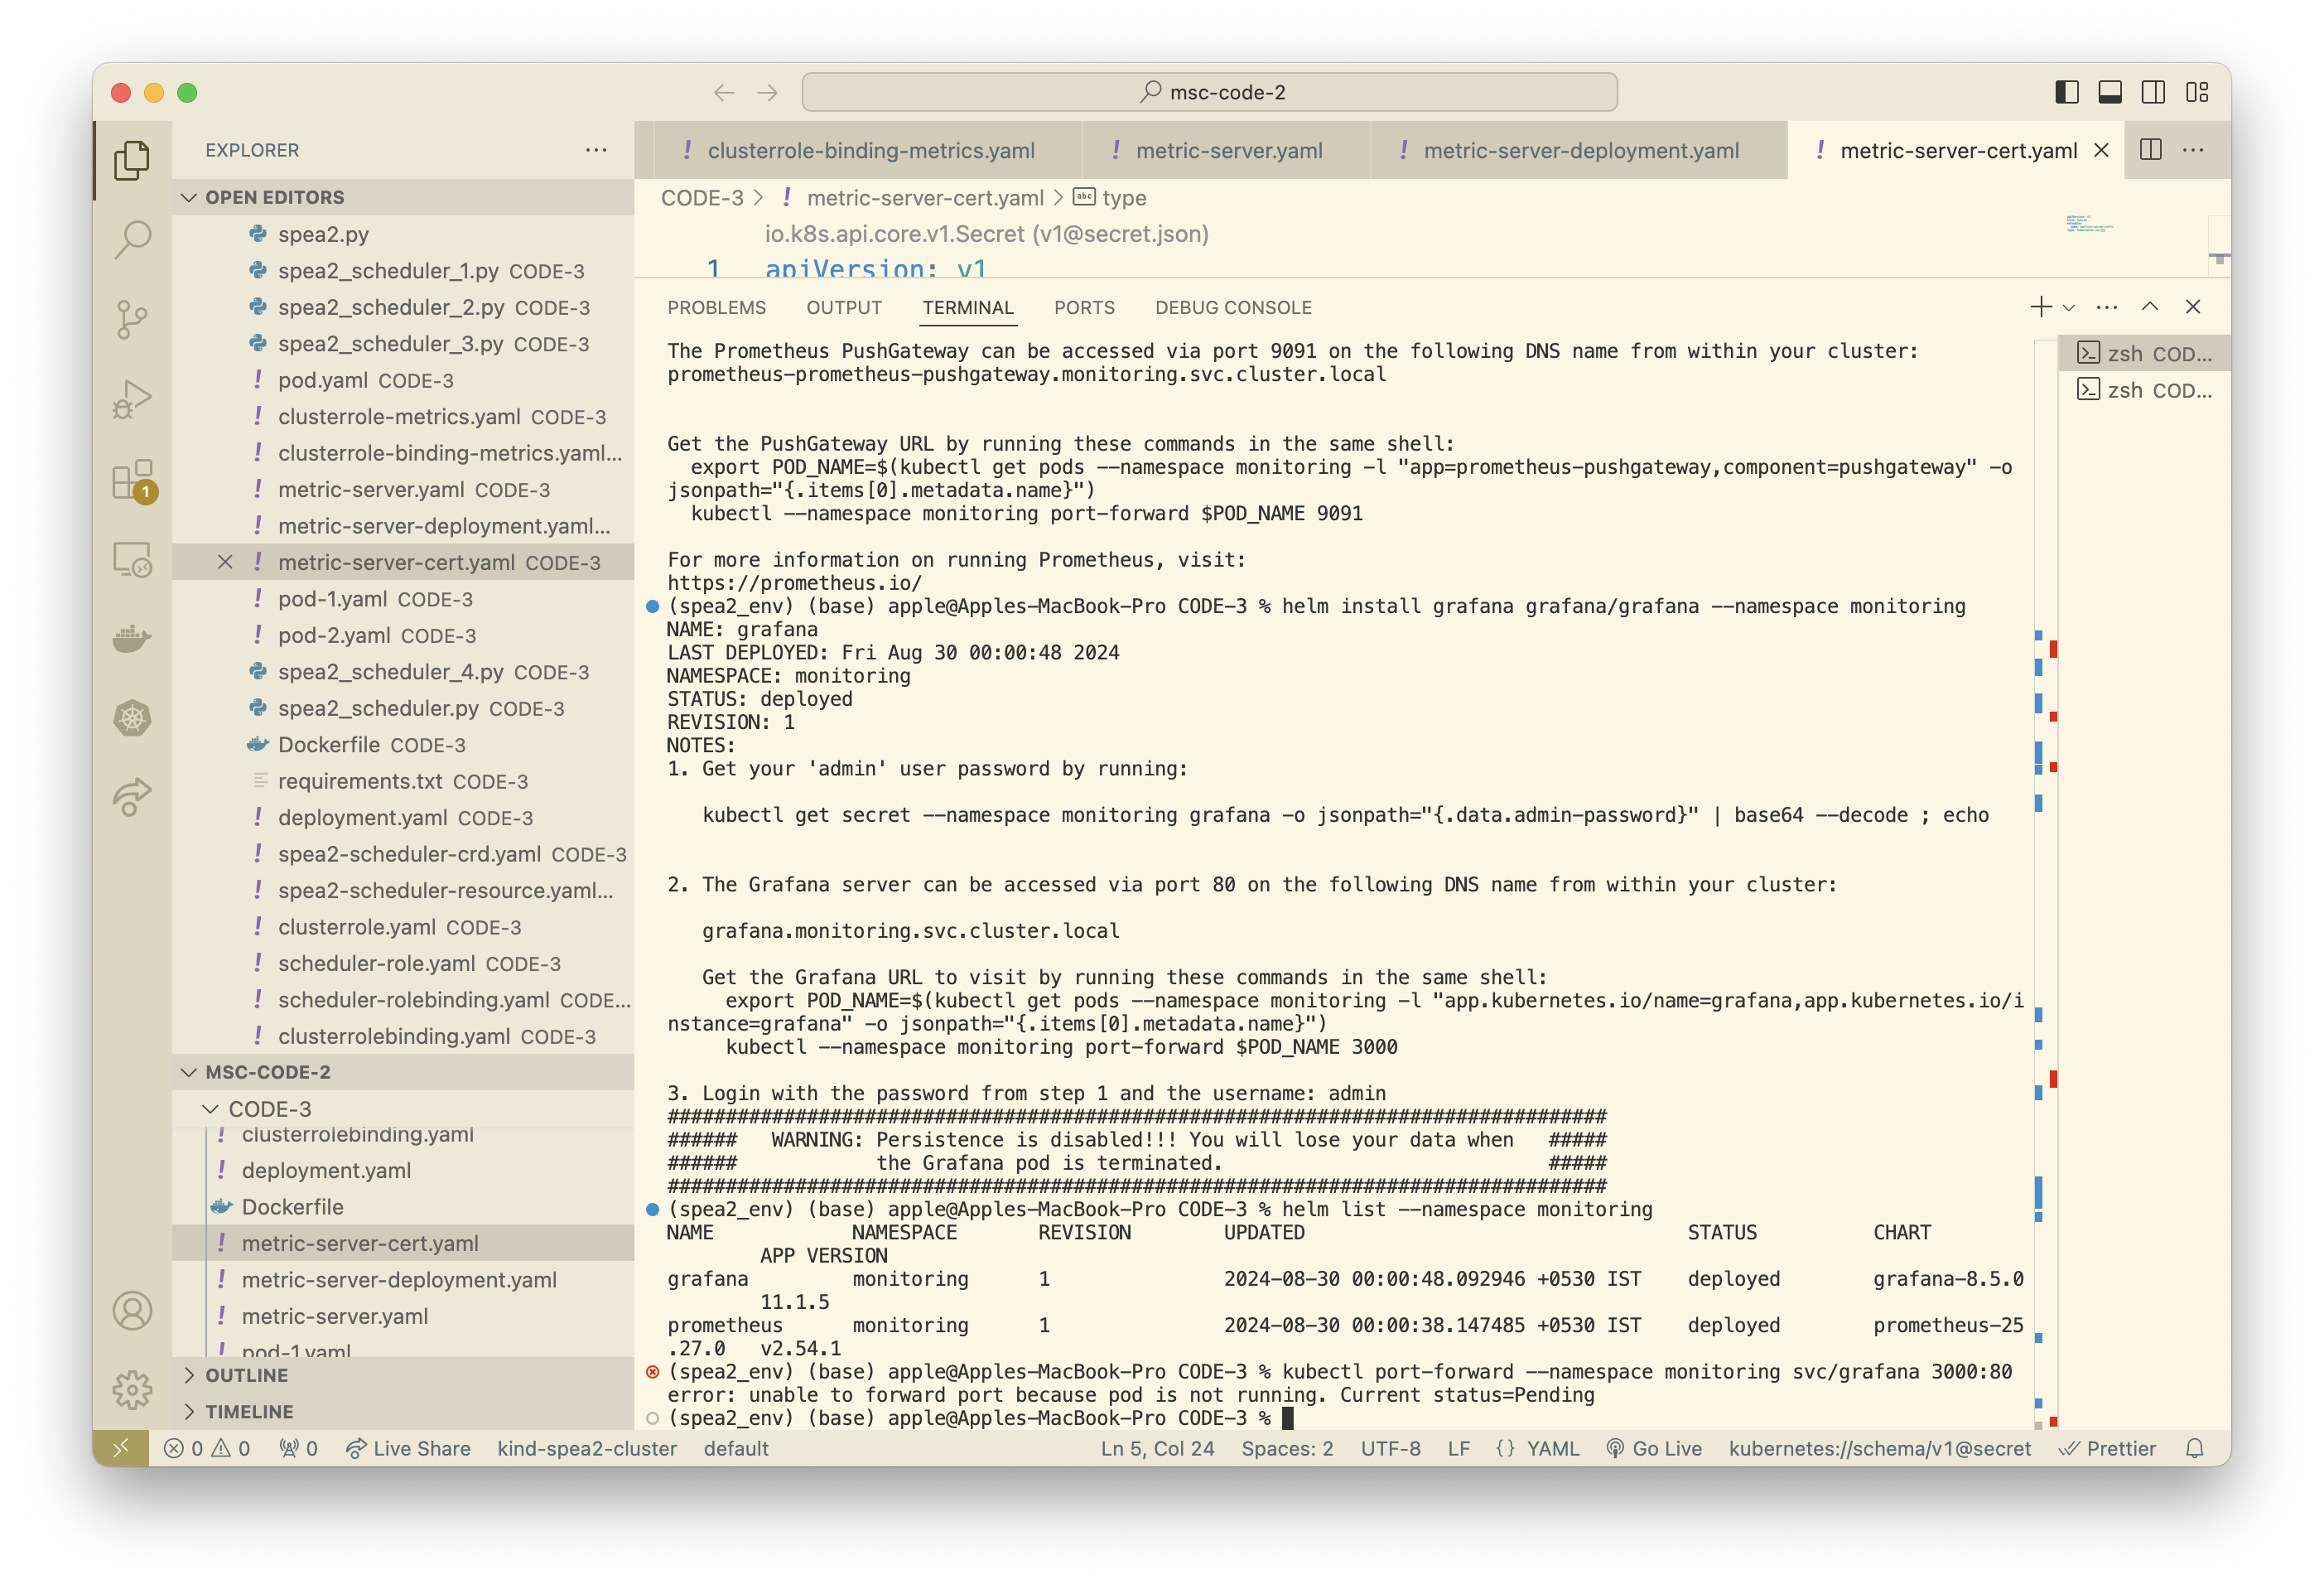 msc-code-2
EXPLORER
OPEN EDITORS
spea2.py
spea2_scheduler_1.py CODE-3
spea2_scheduler_2.py CODE-3
spea2_scheduler_3.py CODE-3
pod.yaml CODE-3
clusterrole-metrics.yaml CODE-3
clusterrole-binding-metrics.yaml...
metric-server.yaml CODE-3
metric-server-deployment.yaml...
metric-server-cert.yaml CODE-3
pod-1.yaml CODE-3
pod-2.yaml CODE-3
spea2_scheduler_4.py CODE-3
spea2_scheduler.py CODE-3
Dockerfile CODE-3
requirements.txt CODE-3
deployment.yaml CODE-3
spea2-scheduler-crd.yaml CODE-3
spea2-scheduler-resource.yaml...
clusterrole.yaml CODE-3
scheduler-role.yaml CODE-3
scheduler-rolebinding.yaml CODE...
clusterrolebinding.yaml CODE-3
MSC-CODE-2
CODE-3
clusterrolebinding.yaml
deployment.yaml
Dockerfile
metric-server-cert.yaml
metric-server-deployment.yaml
metric-server.yaml
pod-1.yaml
OUTLINE
TIMELINE
1
clusterrole-binding-metrics.yaml
metric-server.yaml
metric-server-deployment.yaml
metric-server-cert.yaml
CODE-3 > ! metric-server-cert.yaml > abc type
io.k8s.api.core.v1.Secret (v1@secret.json)
1 apiVersion: v1
PROBLEMS OUTPUT TERMINAL PORTS DEBUG CONSOLE
The Prometheus PushGateway can be accessed via port 9091 on the following DNS name from within your cluster:
prometheus-prometheus-pushgateway.monitoring.svc.cluster.local
Get the PushGateway URL by running these commands in the same shell:
export POD_NAME=$(kubectl get pods --namespace monitoring -l "app=prometheus-pushgateway,component=pushgateway" -o
jsonpath="{.items[0].metadata.name}")
kubectl --namespace monitoring port-forward $POD_NAME 9091
For more information on running Prometheus, visit:
https://prometheus.io/
(spea2_env) (base) apple@Apples-MacBook-Pro CODE-3 % helm install grafana grafana/grafana --namespace monitoring
NAME: grafana
LAST DEPLOYED: Fri Aug 30 00:00:48 2024
NAMESPACE: monitoring
STATUS: deployed
REVISION: 1
NOTES:
1. Get your 'admin' user password by running:
kubectl get secret --namespace monitoring grafana -o jsonpath="{.data.admin-password}" | base64 --decode ; echo
2. The Grafana server can be accessed via port 80 on the following DNS name from within your cluster:
grafana.monitoring.svc.cluster.local
Get the Grafana URL to visit by running these commands in the same shell:
export POD_NAME=$(kubectl get pods --namespace monitoring -l "app.kubernetes.io/name=grafana,app.kubernetes.io/i
nstance=grafana" -o jsonpath="{.items[0].metadata.name}")
kubectl --namespace monitoring port-forward $POD_NAME 3000
3. Login with the password from step 1 and the username: admin
#################################################################################
###### WARNING: Persistence is disabled!!! You will lose your data when #####
###### the Grafana pod is terminated. #####
#################################################################################
(spea2_env) (base) apple@Apples-MacBook-Pro CODE-3 % helm list --namespace monitoring
NAME NAMESPACE REVISION UPDATED STATUS CHART
APP VERSION
grafana monitoring 1 2024-08-30 00:00:48.092946 +0530 IST deployed grafana-8.5.0
11.1.5
prometheus monitoring 1 2024-08-30 00:00:38.147485 +0530 IST deployed prometheus-25
.27.0 v2.54.1
(spea2_env) (base) apple@Apples-MacBook-Pro CODE-3 % kubectl port-forward --namespace monitoring svc/grafana 3000:80
error: unable to forward port because pod is not running. Current status=Pending
(spea2_env) (base) apple@Apples-MacBook-Pro CODE-3 %
zsh COD...
zsh COD...
0 0 0 Live Share kind-spea2-cluster default Ln 5, Col 24 Spaces: 2 UTF-8 LF {} YAML Go Live kubernetes://schema/v1@secret Prettier